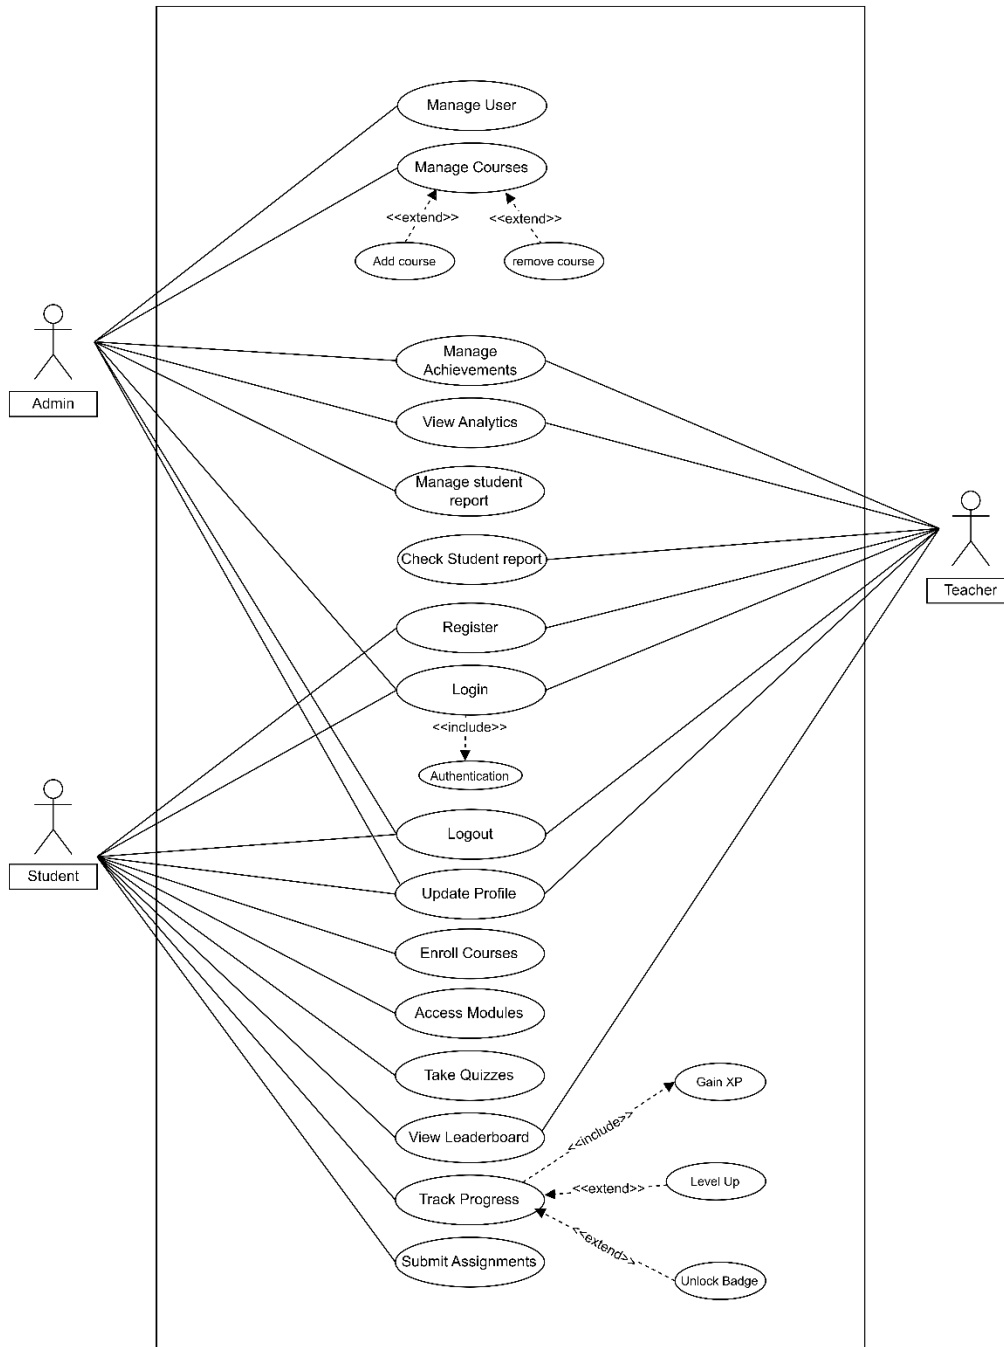 Manage User
Manage Courses
<<extend>>
<<extend>>
Add course
remove course
Admin
Manage
Achievements
View Analytics
Manage student
report
Check Student report
Teacher
Register
Login
<<include>>
Authentication
Student
Logout
Update Profile
Enroll Courses
Access Modules
Take Quizzes
Gain XP
View Leaderboard
<<include>>
Track Progress
<<extend>>
Level Up
<<extend>>
Submit Assignments
Unlock Badge